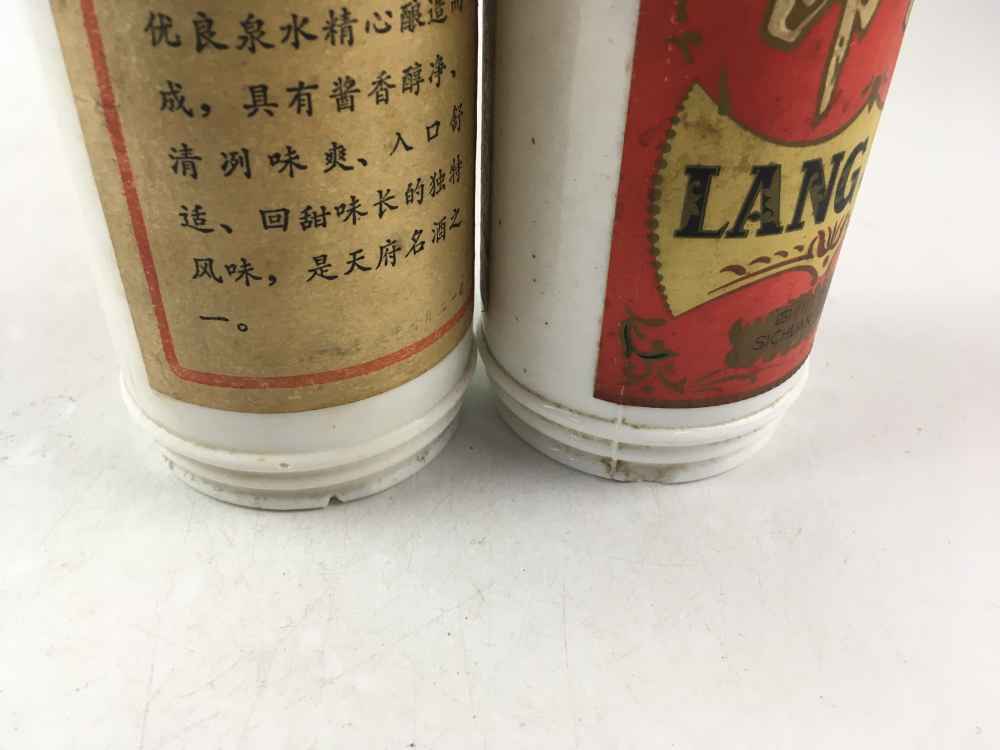 优良泉水精心酿造而
成，具有酱香醇净、
清冽味爽、入口舒
适、回甜味长的独特
风味，是天府名酒之
一。
LANG
四
SICHUAN